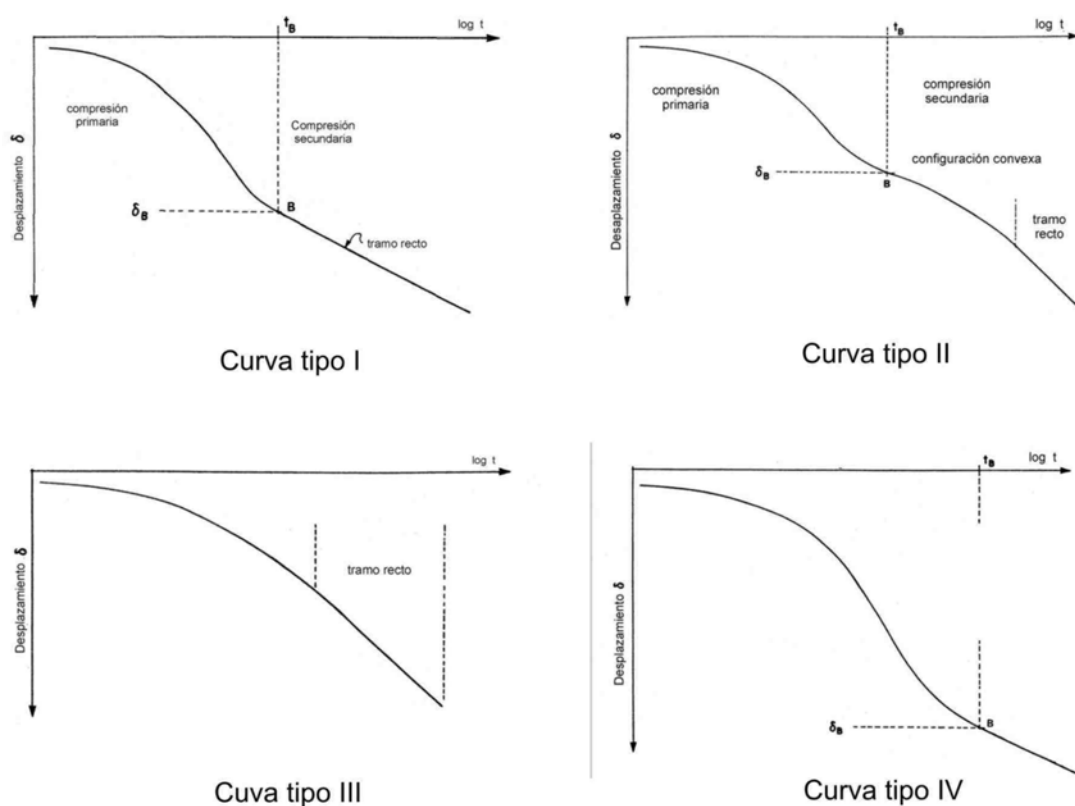 t_B
log t
compresión
primaria
Compresión
secundaria
Desplazamiento δ
δ_B
B
tramo recto
Curva tipo I
t_B
log t
compresión
primaria
compresión
secundaria
configuración convexa
Desaplazamiento δ
δ_B
B
tramo
recto
Curva tipo II
log t
Desplazamiento δ
tramo recto
Cuva tipo III
t_B
log t
Desplazamiento δ
δ_B
B
Curva tipo IV